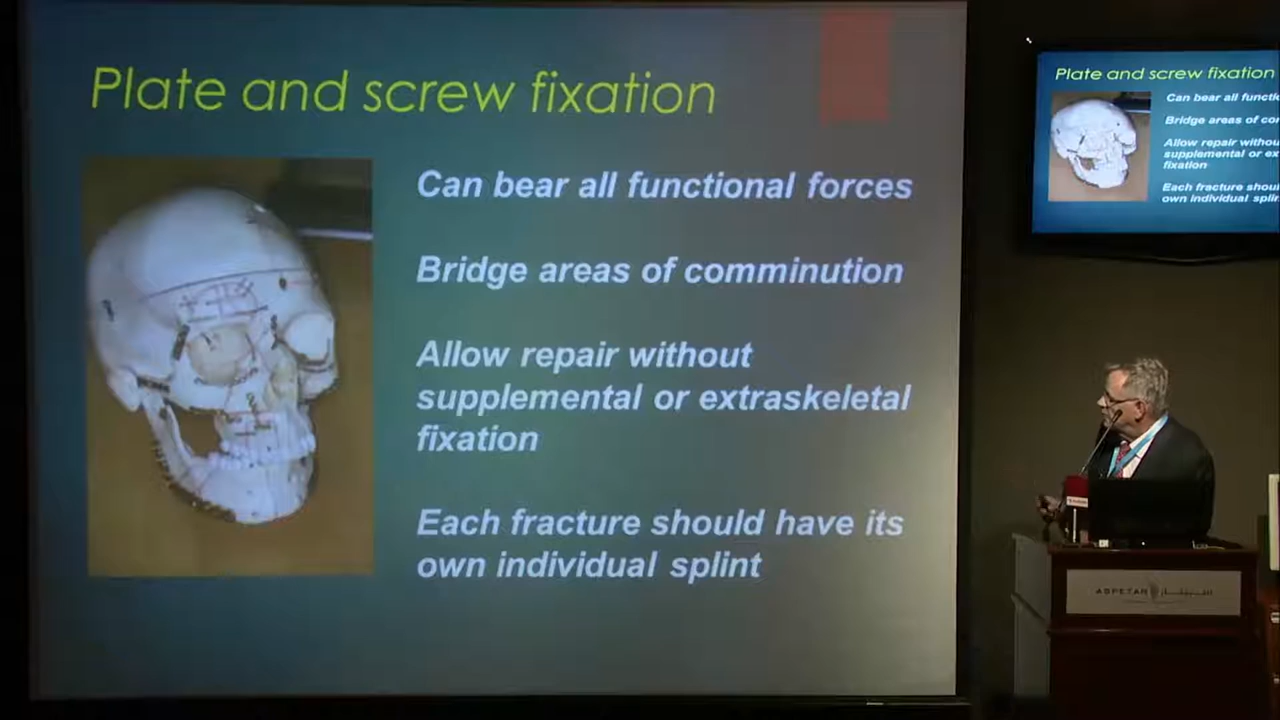 Plate and screw fixation
Can bear all functional forces
Bridge areas of comminution
Allow repair without
supplemental or extraskeletal
fixation
Each fracture should have its
own individual splint
Plate and screw fixation
Can bear all functi
Bridge areas of co
Allow repair withou
supplemental or ex
fixation
Each fracture shou
own individual splin
ASPETAR سبيتار